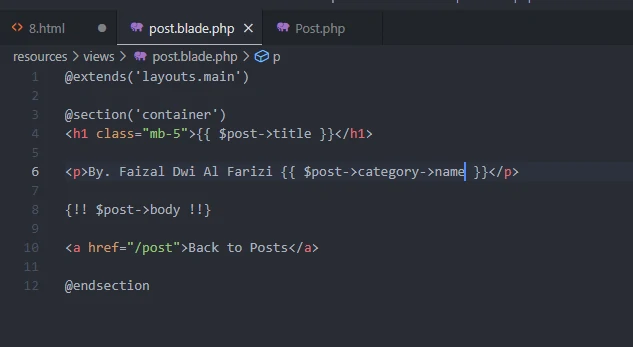 8.html
post.blade.php
Post.php
resources > views > post.blade.php > p
1 @extends('layouts.main')
2
3 @section('container')
4 <h1 class="mb-5">{{ $post->title }}</h1>
5
6 <p>By. Faizal Dwi Al Farizi {{ $post->category->name }}</p>
7
8 {!! $post->body !!}
9
10 <a href="/post">Back to Posts</a>
11
12 @endsection